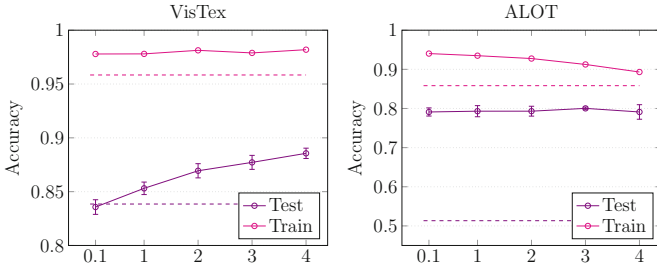 VisTex
1
0.95
0.9
0.85
0.8
Accuracy
Test
Train
0.1 1 2 3 4
ALOT
1
0.9
0.8
0.7
0.6
0.5
Accuracy
Test
Train
0.1 1 2 3 4